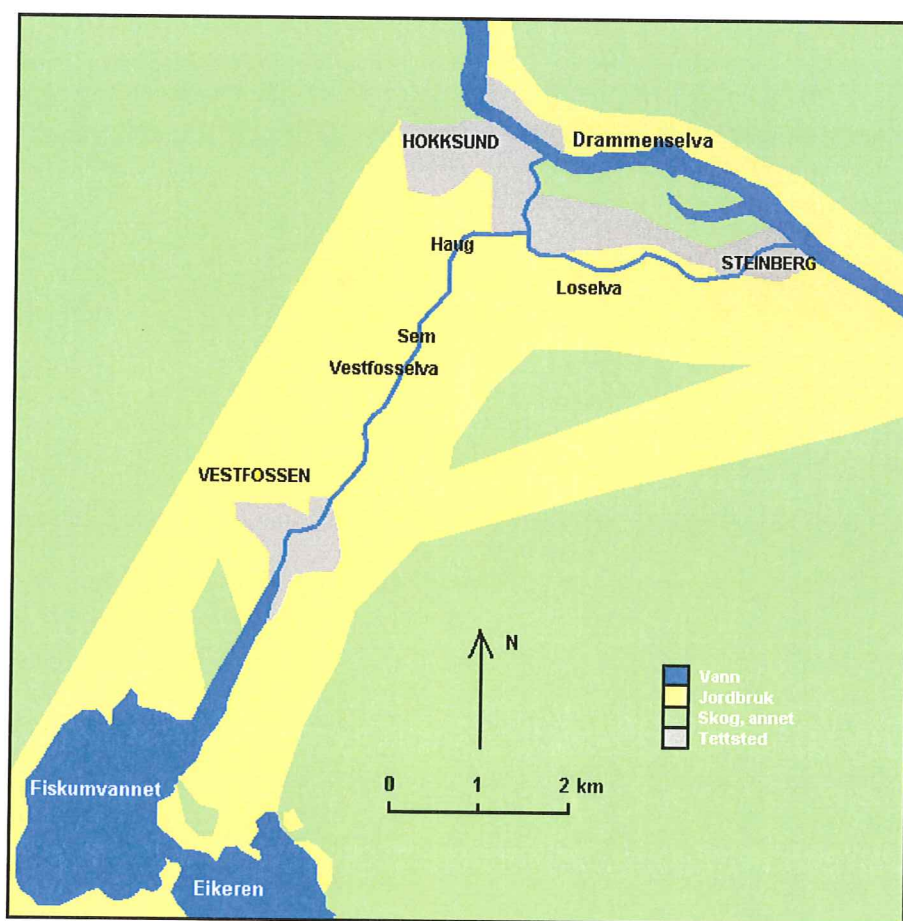 HOKKSUND
Drammenselva
Haug
STEINBERG
Loselva
Sem
Vestfosselva
VESTFOSSEN
N
Vann
Jordbruk
Skog, annet
Tettsted
0 1 2 km
Fiskumvannet
Eikeren